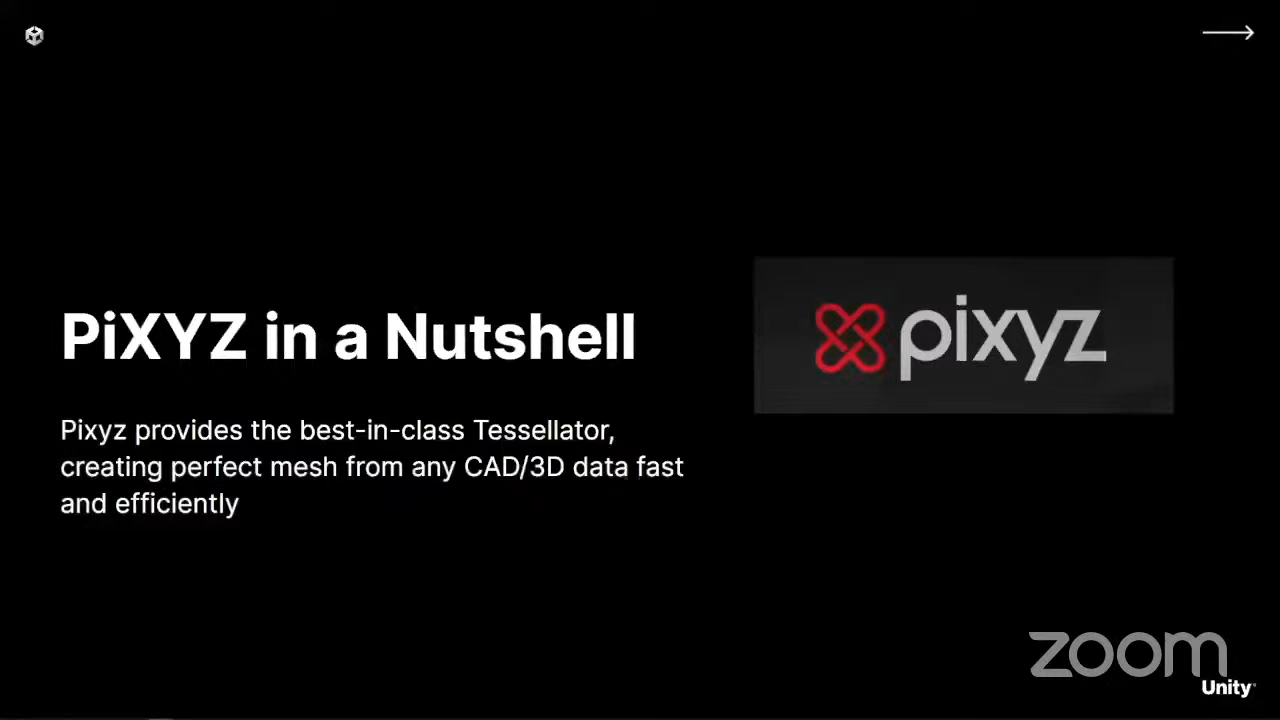 PiXYZ in a Nutshell
pixyz
Pixyz provides the best-in-class Tessellator,
creating perfect mesh from any CAD/3D data fast
and efficiently
zoom
Unity